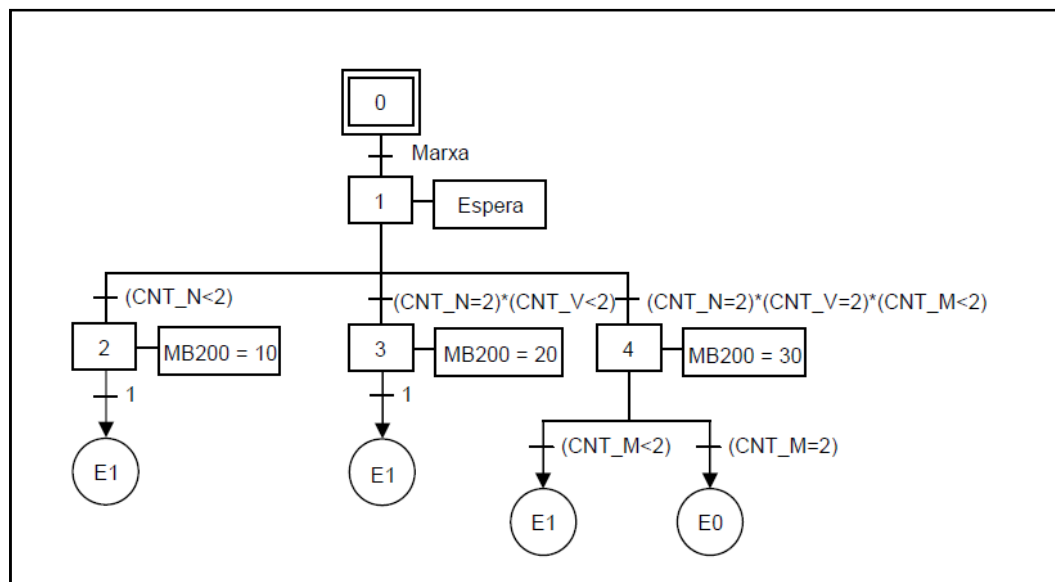 0
Marxa
1
Espera
(CNT_N<2)
(CNT_N=2)*(CNT_V<2)
(CNT_N=2)*(CNT_V=2)*(CNT_M<2)
2
MB200 = 10
3
MB200 = 20
4
MB200 = 30
1
1
(CNT_M<2)
(CNT_M=2)
E1
E1
E1
E0